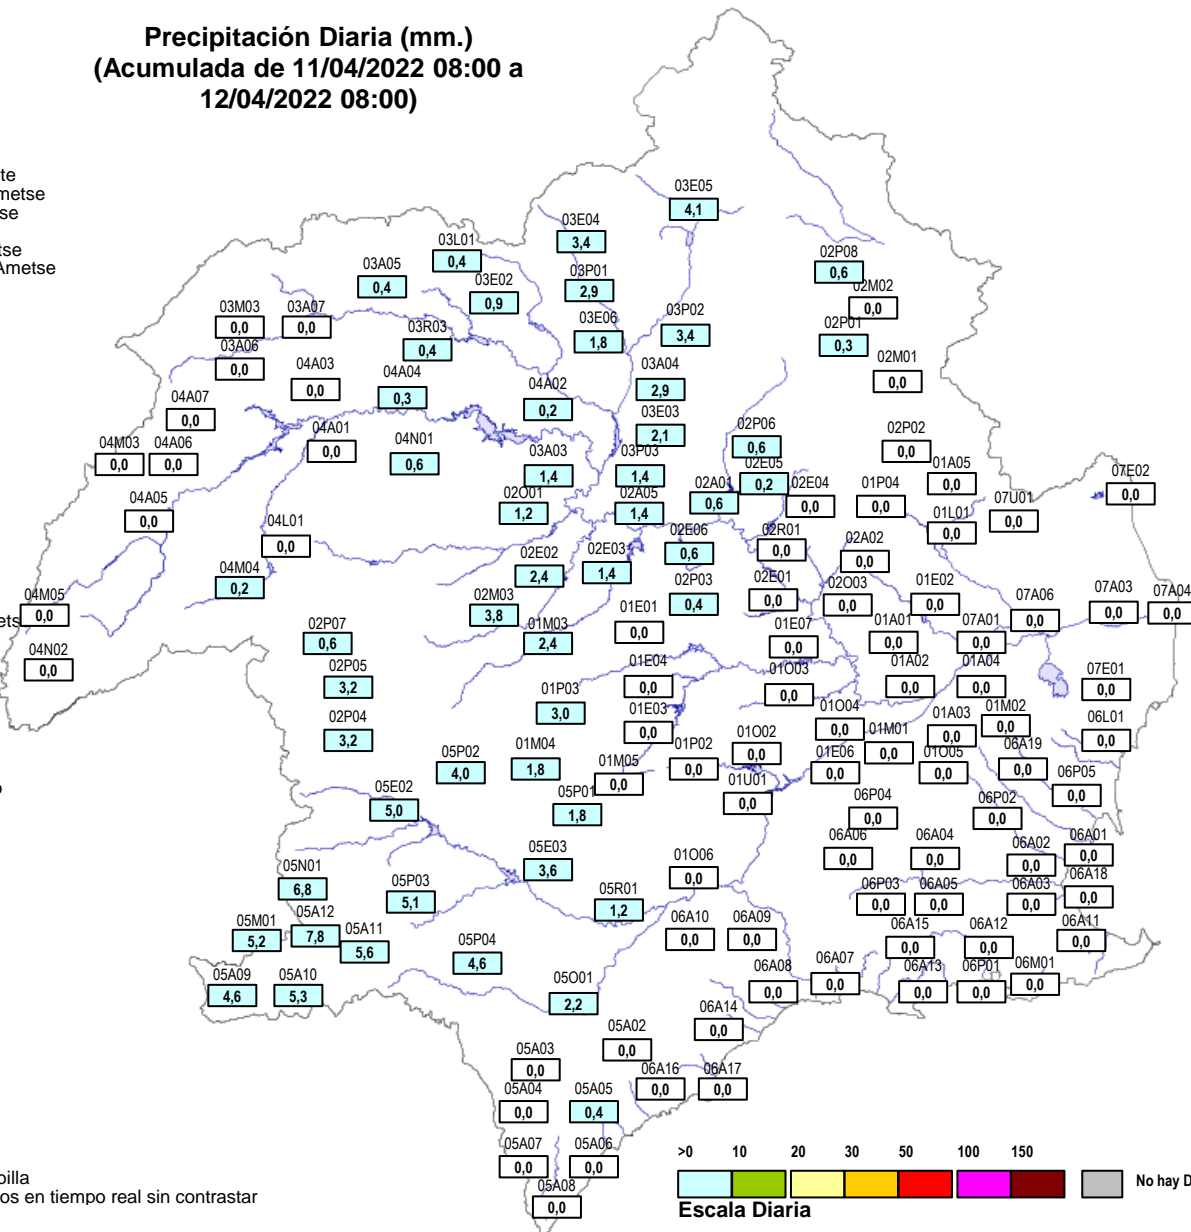 Precipitación Diaria (mm.)
(Acumulada de 11/04/2022 08:00 a
12/04/2022 08:00)
te
metse
se
tse
Ametse
03E05
4,1
03E04
3,4
03L01
0,4
02P08
0,6
03A05
0,4
03E02
0,9
03P01
2,9
02M02
0,0
03M03
0,0
03A07
0,0
03R03
0,4
03E06
1,8
03P02
3,4
02P01
0,3
03A06
0,0
04A03
0,0
04A04
0,3
04A02
0,2
03A04
2,9
02M01
0,0
04A07
0,0
03E03
2,1
04M03
0,0
04A06
0,0
04A01
0,0
04N01
0,6
03A03
1,4
03P03
1,4
02P06
0,6
02P02
0,0
02E05
0,2
01A05
0,0
07E02
0,0
04A05
0,0
02O01
1,2
02A05
1,4
02A01
0,6
02E04
0,0
01P04
0,0
07U01
0,0
04L01
0,0
01L01
0,0
02E06
0,6
02R01
0,0
02A02
0,0
04M04
0,2
02E02
2,4
02E03
1,4
02P03
0,4
02E01
0,0
02O03
0,0
01E02
0,0
07A03
0,0
07A04
0,0
04M05
0,0
ets
02M03
3,8
01E01
0,0
07A06
0,0
02P07
0,6
01M03
2,4
01E07
0,0
01A01
0,0
07A01
0,0
04N02
0,0
02P05
3,2
01E04
0,0
01O03
0,0
01A02
0,0
01A04
0,0
07E01
0,0
01P03
3,0
02P04
3,2
01E03
0,0
01O04
0,0
01A03
0,0
01M02
0,0
06L01
0,0
05P02
4,0
01M04
1,8
01M05
0,0
01P02
0,0
01O02
0,0
01E06
0,0
01M01
0,0
01O05
0,0
06A19
0,0
05E02
5,0
05P01
1,8
01U01
0,0
06P04
0,0
06P02
0,0
06P05
0,0
o
05E03
3,6
01O06
0,0
06A06
0,0
06A04
0,0
06A02
0,0
06A01
0,0
05N01
6,8
05P03
5,1
05R01
1,2
06P03
0,0
06A05
0,0
06A03
0,0
06A18
0,0
05M01
5,2
05A12
7,8
05A11
5,6
05P04
4,6
06A10
0,0
06A09
0,0
06A15
0,0
06A12
0,0
06A11
0,0
05A09
4,6
05A10
5,3
05O01
2,2
06A08
0,0
06A07
0,0
06A13
0,0
06P01
0,0
06M01
0,0
06A14
0,0
05A03
0,0
05A02
0,0
06A16
0,0
06A17
0,0
05A04
0,0
05A05
0,4
05A07
0,0
05A06
0,0
05A08
0,0
oilla
os en tiempo real sin contrastar
>0 10 20 30 50 100 150
No hay D
Escala Diaria